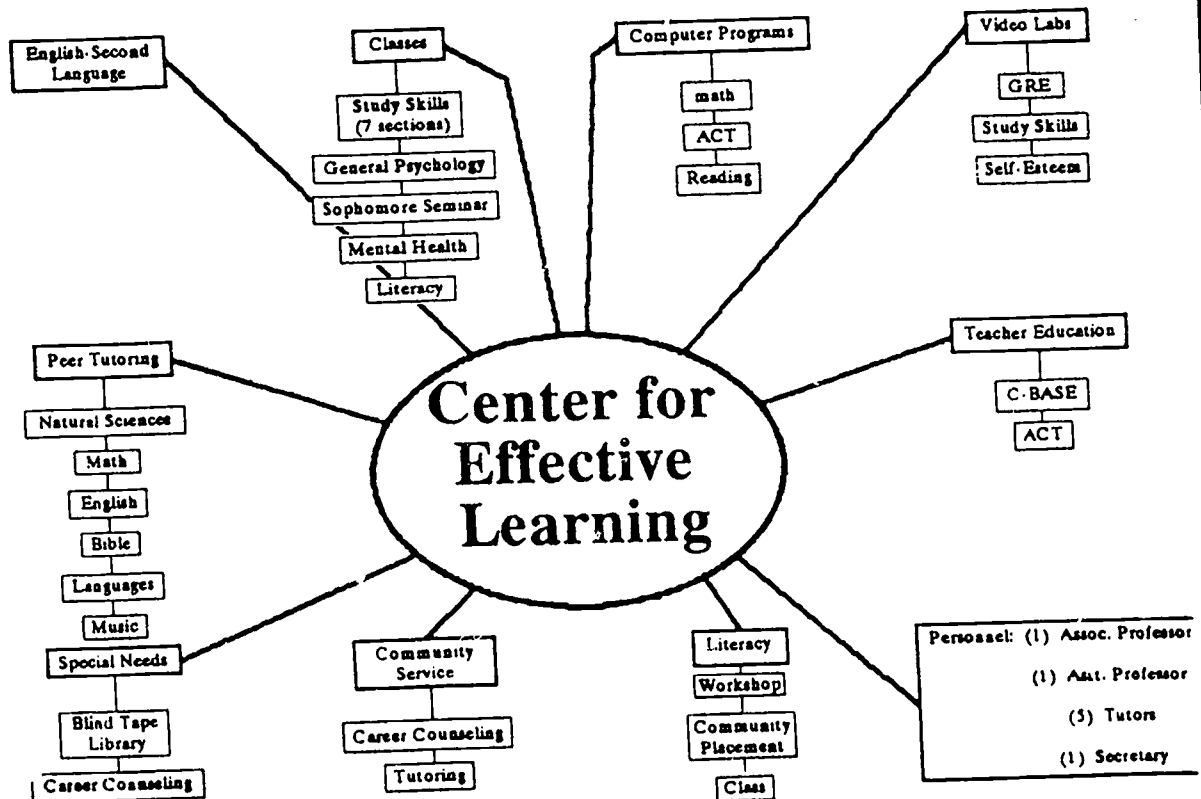 English-Second
Language
Classes
Study Skills
(7 sections)
General Psychology
Sophomore Seminar
Mental Health
Literacy
Computer Programs
math
ACT
Reading
Video Labs
GRE
Study Skills
Self-Esteem
Peer Tutoring
Natural Sciences
Math
English
Bible
Languages
Music
Center for
Effective
Learning
Teacher Education
C-BASE
ACT
Special Needs
Blind Tape
Library
Career Counseling
Community
Service
Career Counseling
Tutoring
Literacy
Workshop
Community
Placement
Class
Personnel: (1) Assoc. Professor
(1) Asst. Professor
(5) Tutors
(1) Secretary